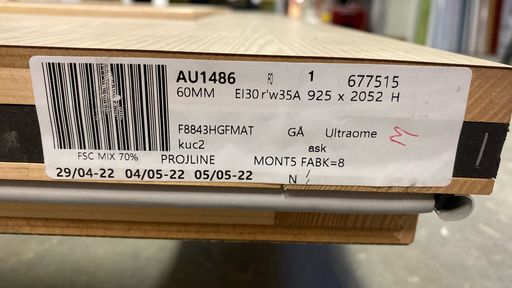 AU1486 1 677515
60MM EI30 r'w35A 925 x 2052 H
F8843HGFMAT GÅ Ultraome
kuc2 ask
FSC MIX 70% PROJLINE MONT5 FABK=8
29/04-22 04/05-22 05/05-22 N